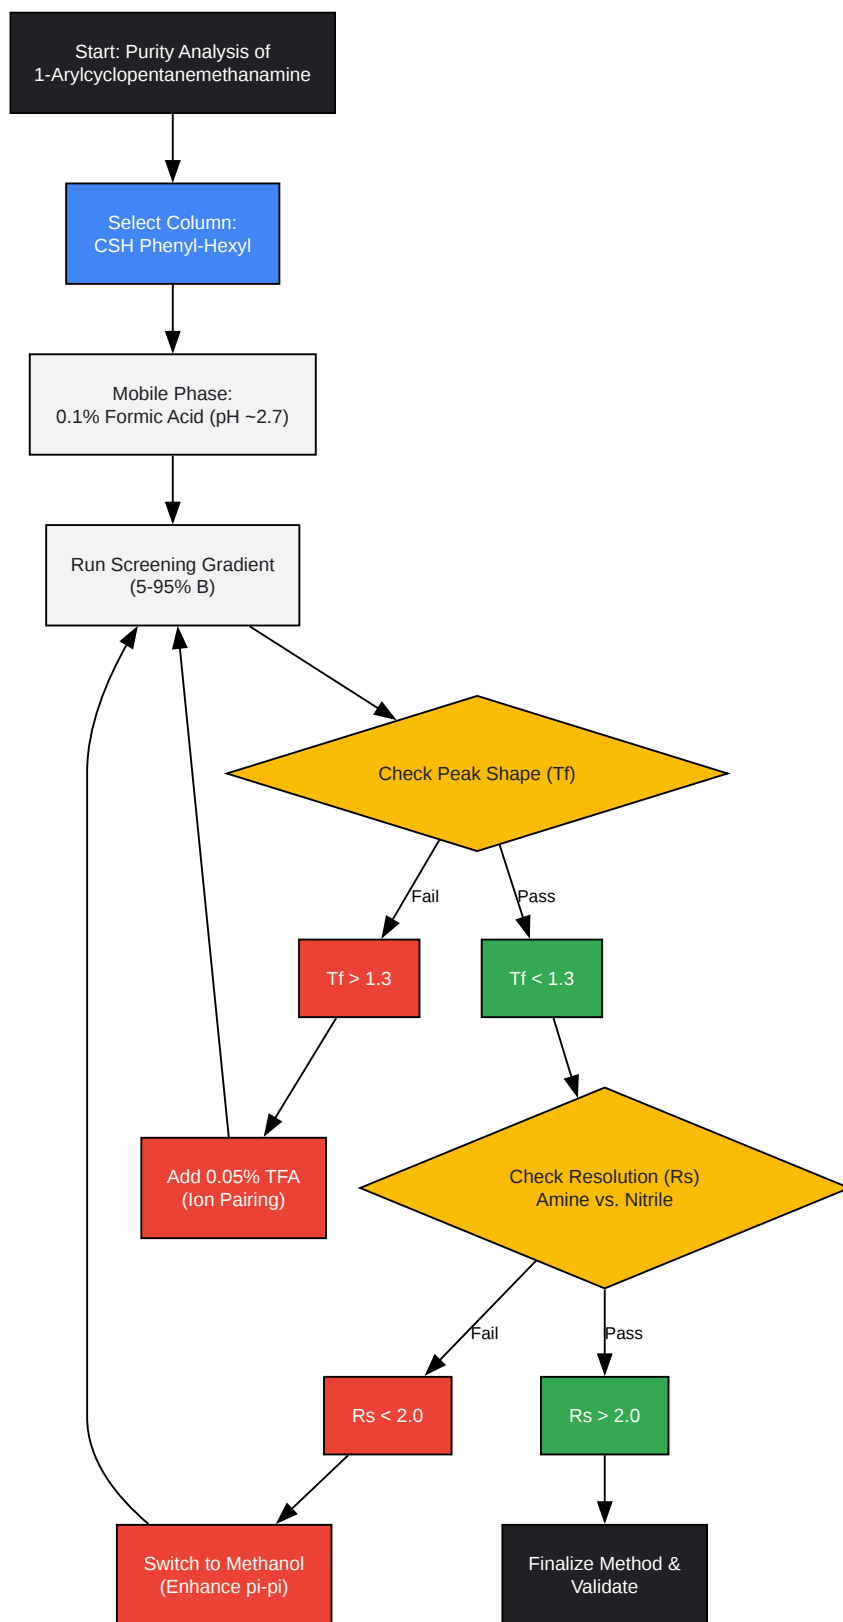 Start: Purity Analysis of
1-Arylcyclopentanemethanamine
Select Column:
CSH Phenyl-Hexyl
Mobile Phase:
0.1% Formic Acid (pH ~2.7)
Run Screening Gradient
(5-95% B)
Check Peak Shape (Tf)
Fail
Pass
Tf > 1.3
Tf < 1.3
Add 0.05% TFA
(Ion Pairing)
Check Resolution (Rs)
Amine vs. Nitrile
Fail
Pass
Rs < 2.0
Rs > 2.0
Switch to Methanol
(Enhance pi-pi)
Finalize Method &
Validate